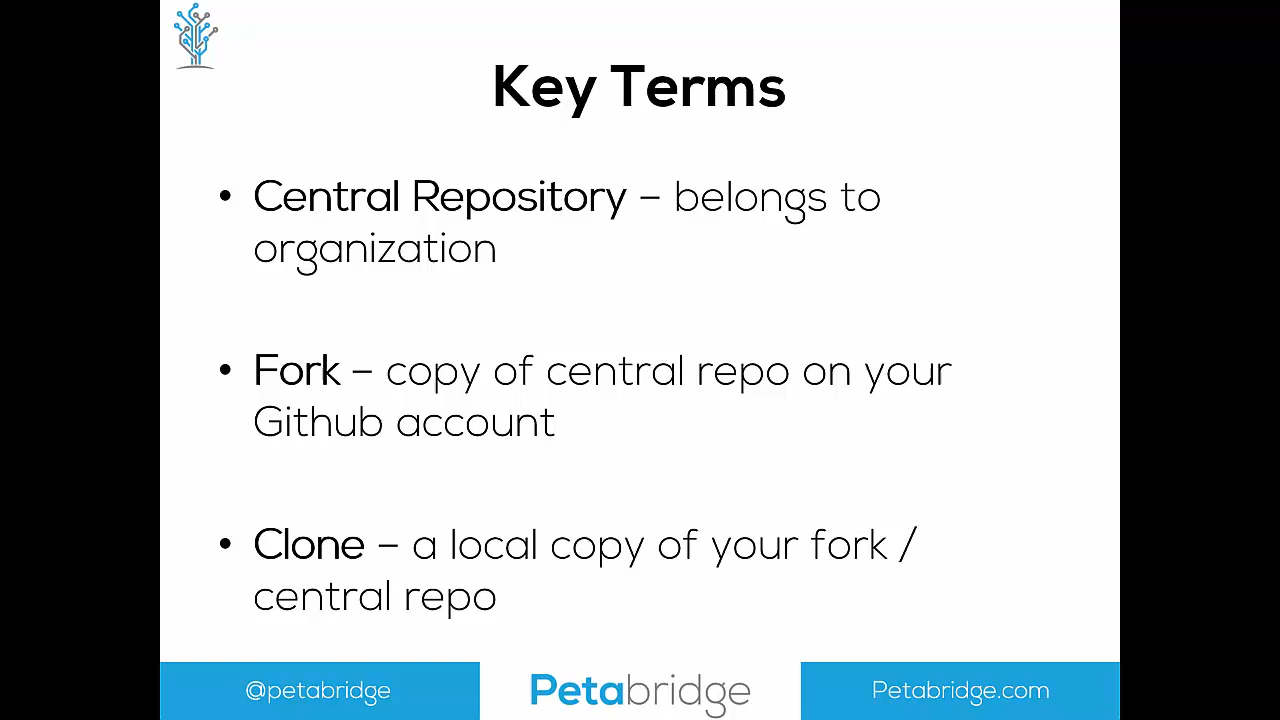 Key Terms
• Central Repository – belongs to
organization
• Fork – copy of central repo on your
Github account
• Clone – a local copy of your fork /
central repo
@petabridge
Petabridge
Petabridge.com